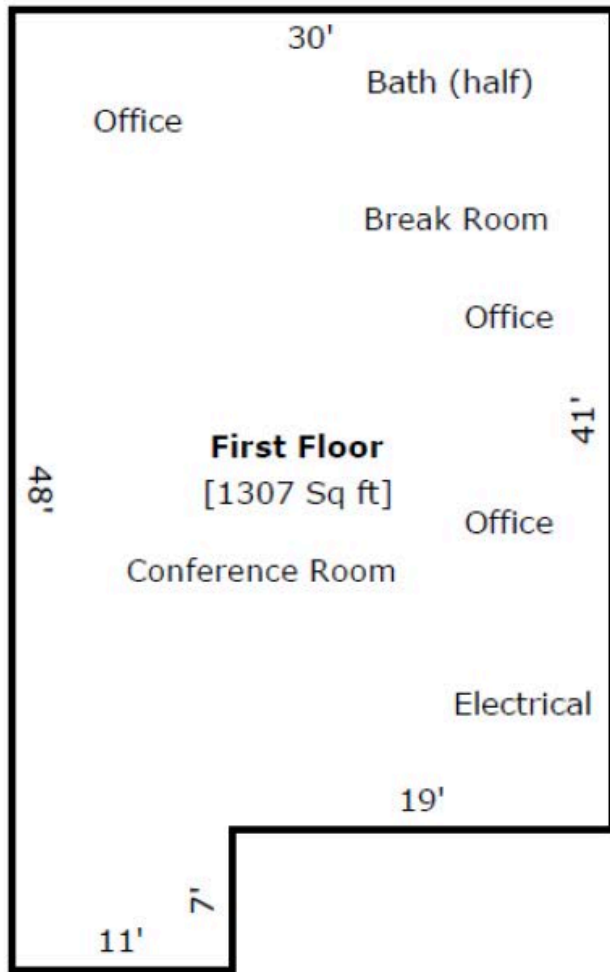 30'
Bath (half)
Office
Break Room
Office
41'
First Floor
48'
[1307 Sq ft]
Office
Conference Room
Electrical
19'
7'
11'